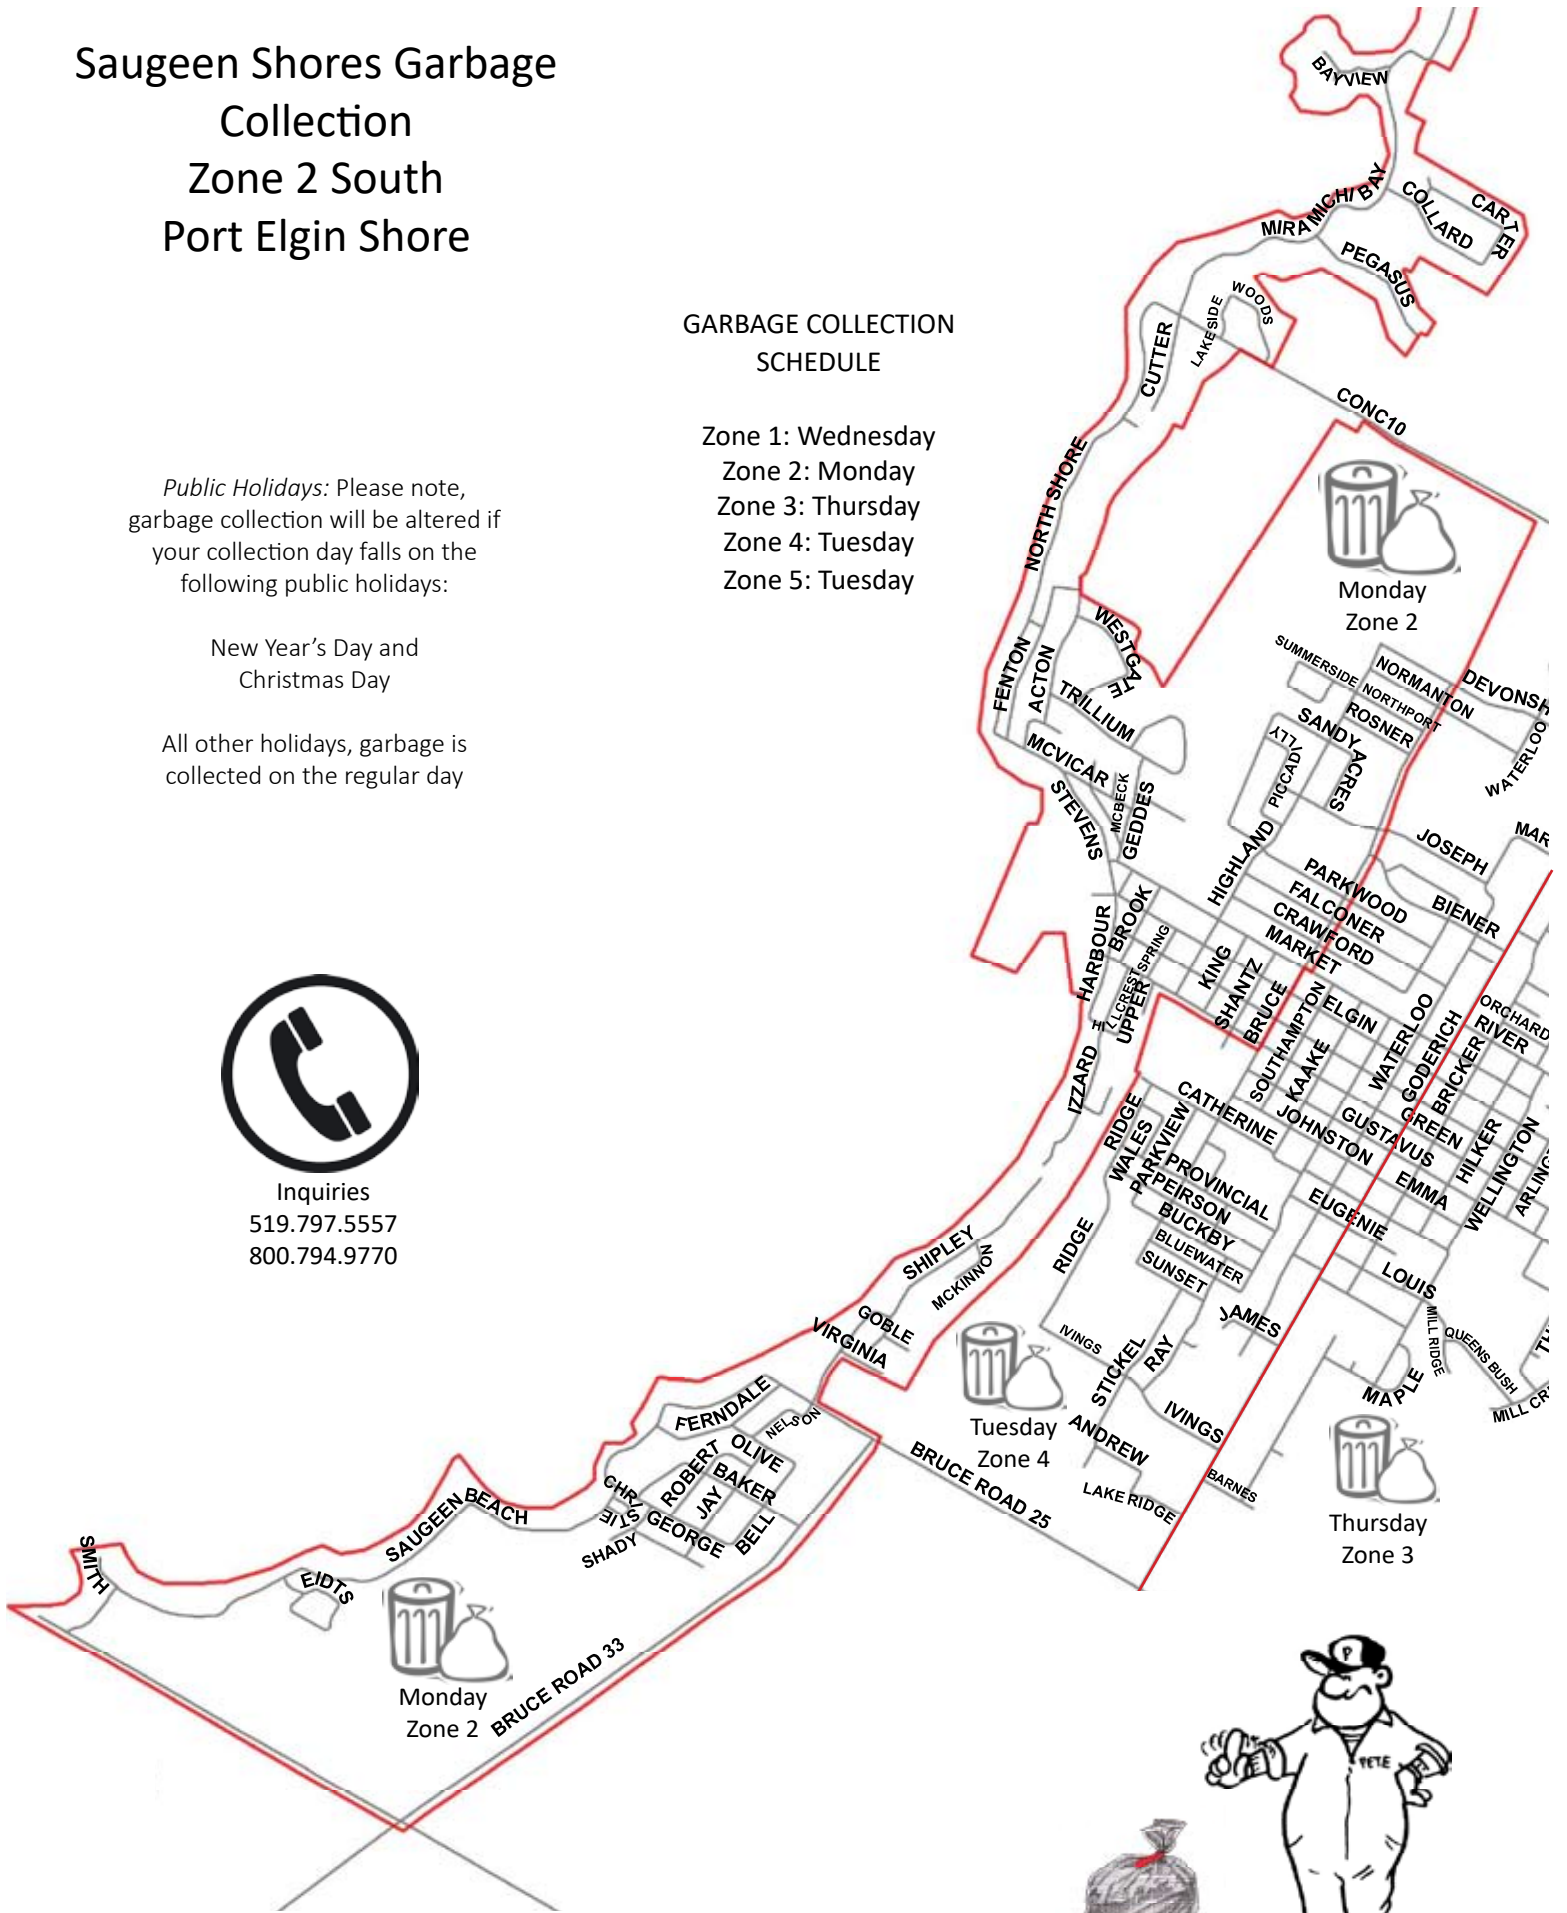 Saugeen Shores Garbage
Collection
Zone 2 South
Port Elgin Shore
GARBAGE COLLECTION
SCHEDULE
Zone 1: Wednesday
Zone 2: Monday
Zone 3: Thursday
Zone 4: Tuesday
Zone 5: Tuesday
Public Holidays: Please note,
garbage collection will be altered if
your collection day falls on the
following public holidays:
New Year’s Day and
Christmas Day
All other holidays, garbage is
collected on the regular day
Inquiries
519.797.5557
800.794.9770
BAYVIEW
MIRAMICHI BAY
COLLARD
CARTER
PEGASUS
LAKESIDE WOODS
CUTTER
CONC10
NORTH SHORE
Monday
Zone 2
WESTGATE
FENTON
ACTON
TRILLIUM
MCVICAR
MCBECK
STEVENS
GEDDES
SUMMERSIDE
NORMANTON
NORTHPORT
ROSNER
DEVONSH
WATERLOO
SANDY ACRES
PICCADILLY
HIGHLAND
JOSEPH
MAR
PARKWOOD
FALCONER
CRAWFORD
MARKET
BIENER
HARBOUR
BROOK
SPRING
HILLCREST
UPPER
KING
SHANTZ
BRUCE
SOUTHAMPTON
ELGIN
KAAKE
WATERLOO
GODERICH
BRICKER
ORCHARD
RIVER
IZZARD
RIDGE
WALES
PARKVIEW
CATHERINE
JOHNSTON
GUSTAVUS
GREEN
HILKER
WELLINGTON
ARLING
EMMA
PROVINCIAL
PEIRSON
BUCKBY
BLUEWATER
SUNSET
EUGENIE
LOUIS
RIDGE
JAMES
MILL RIDGE
QUEENS BUSH
TH
MILL CR
MAPLE
IVINGS
STICKEL
RAY
IVINGS
ANDREW
LAKE RIDGE
BARNES
SHIPLEY
MCKINNON
GOBLE
VIRGINIA
Tuesday
Zone 4
Thursday
Zone 3
BRUCE ROAD 25
FERNDALE
NELSON
OLIVE
ROBERT
BAKER
JAY
CHRISTIE
GEORGE
BELL
SHADY
SAUGEEN BEACH
SMITH
EIDTS
Monday
Zone 2
BRUCE ROAD 33
P
PETE